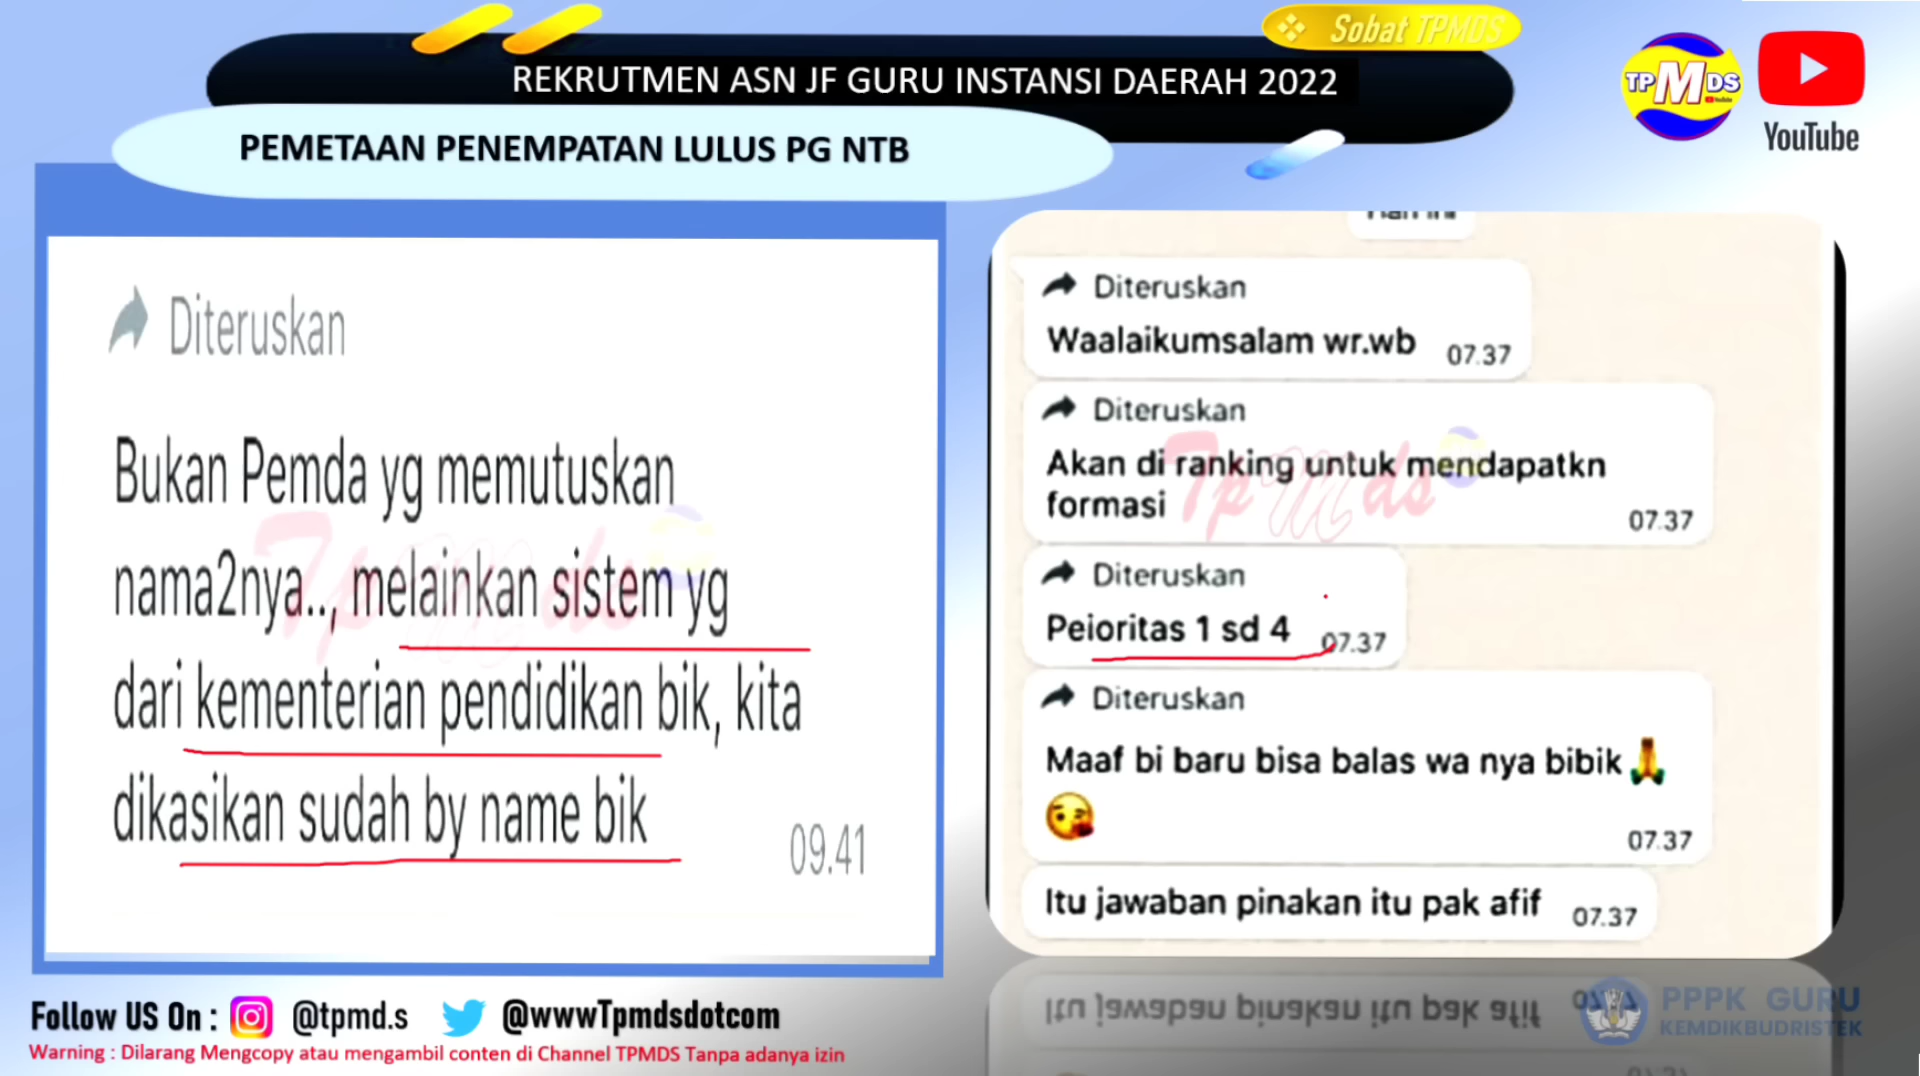 Sobat TPMDS
REKRUTMEN ASN JF GURU INSTANSI DAERAH 2022
TPMDS
YouTube
PEMETAAN PENEMPATAN LULUS PG NTB
Diteruskan
Bukan Pemda yg memutuskan
nama2nya.., melainkan sistem yg
dari kementerian pendidikan bik, kita
dikasikan sudah by name bik
09.41
Tpmds
Hari ini
Diteruskan
Waalaikumsalam wr.wb 07.37
Diteruskan
Akan di ranking untuk mendapatkn
formasi
07.37
Tpmds
Diteruskan
Peioritas 1 sd 4 07.37
Diteruskan
Maaf bi baru bisa balas wa nya bibik
07.37
Itu jawaban pinakan itu pak afif 07.37
PPPK GURU
KEMDIKBUDRISTEK
Follow US On : @tpmd.s @wwwTpmdsdotcom
Warning : Dilarang Mengcopy atau mengambil conten di Channel TPMDS Tanpa adanya izin